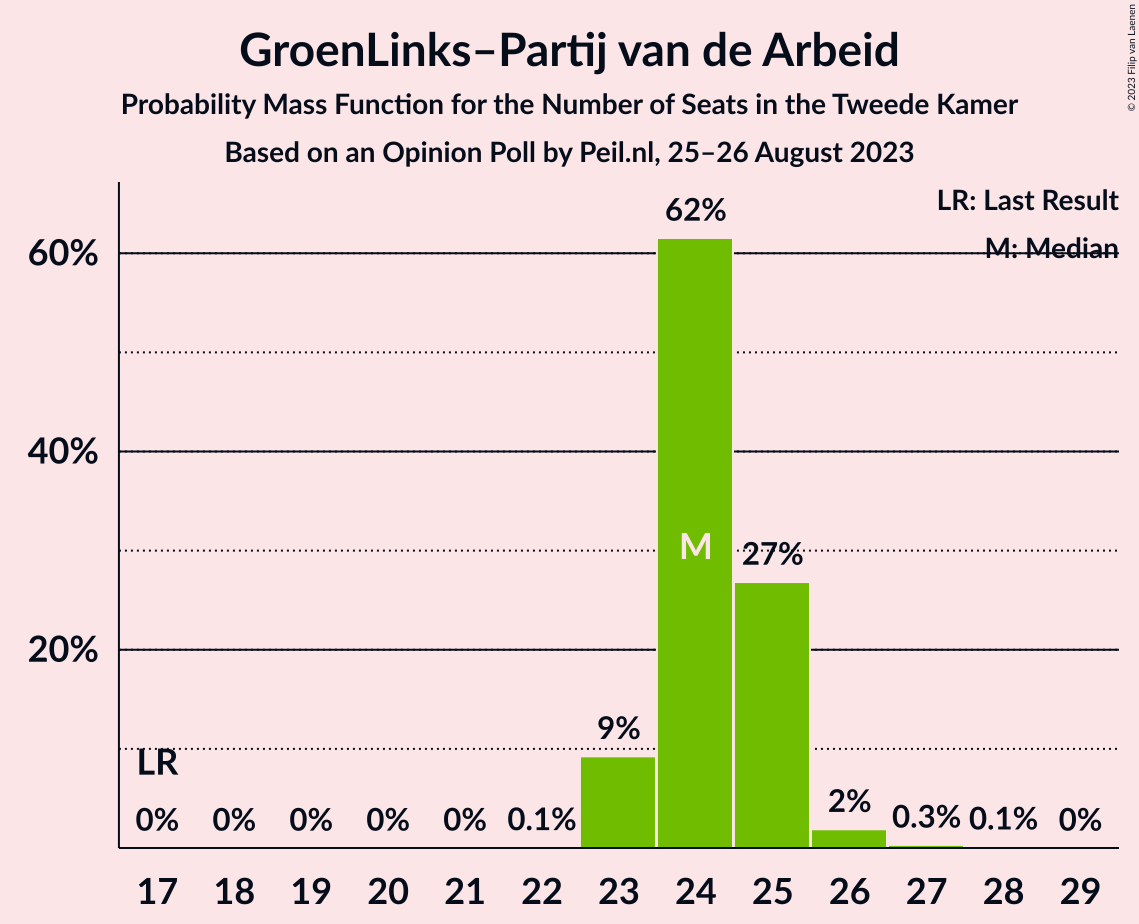 GroenLinks–Partij van de Arbeid
Probability Mass Function for the Number of Seats in the Tweede Kamer
Based on an Opinion Poll by Peil.nl, 25–26 August 2023
© 2023 Filip van Laenen
LR: Last Result
M: Median
62%
60%
40%
M
27%
20%
9%
LR
0% 0% 0% 0% 0% 0.1% 2% 0.3% 0.1% 0%
17 18 19 20 21 22 23 24 25 26 27 28 29